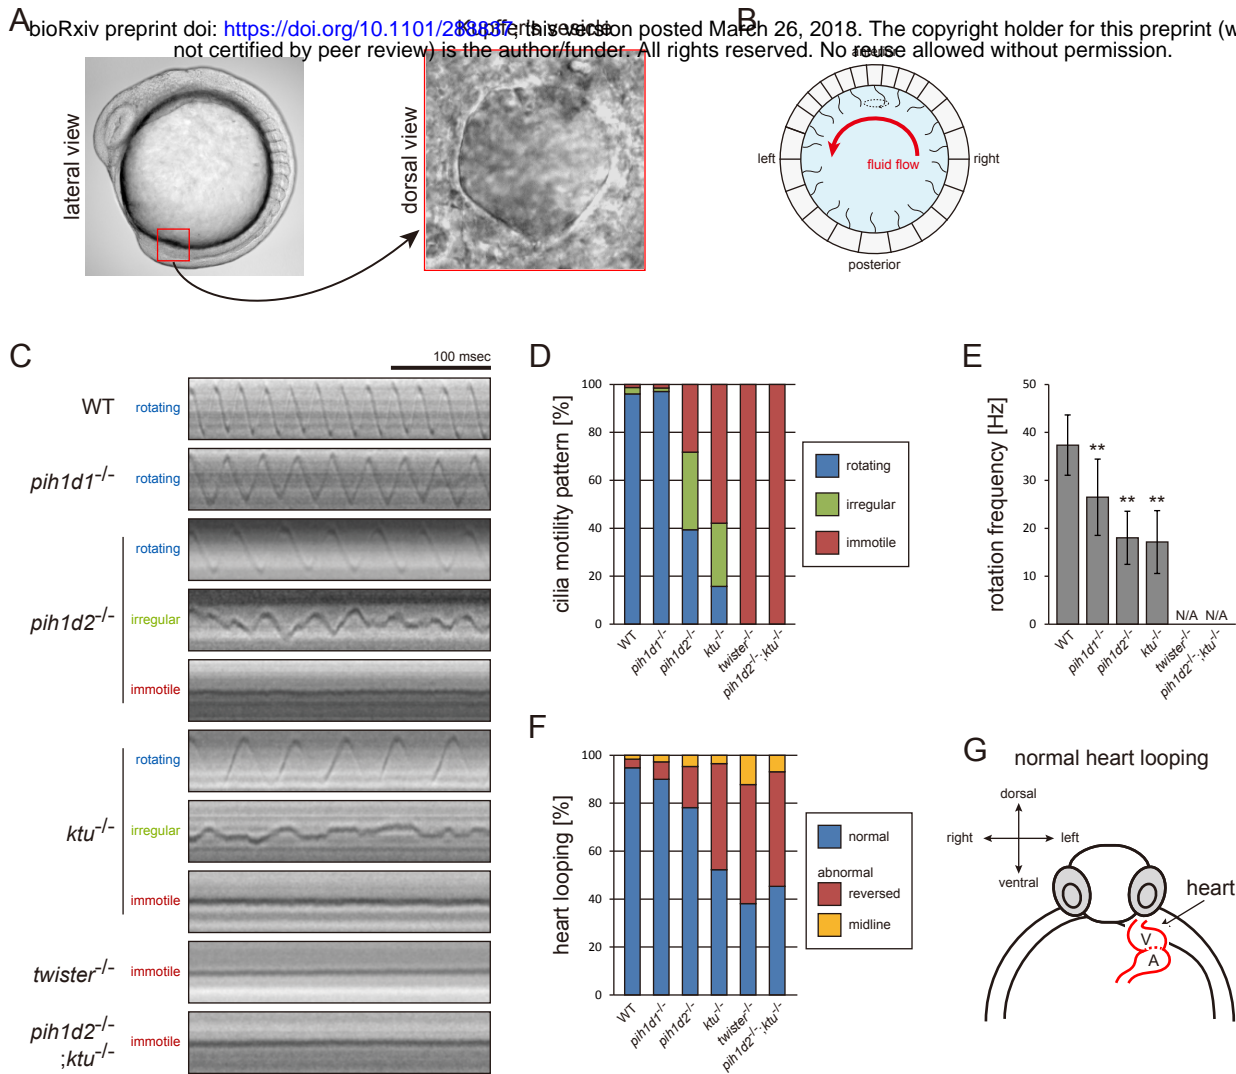 A
bioRxiv preprint doi: https://doi.org/10.1101/288837; this version posted March 26, 2018. The copyright holder for this preprint (w
not certified by peer review) is the author/funder. All rights reserved. No reuse allowed without permission.
Kupffer's vesicle
lateral view
dorsal view
B
anterior
left
right
fluid flow
posterior
C
100 msec
WT rotating
pih1d1-/- rotating
pih1d2-/-
rotating
irregular
immotile
ktu-/-
rotating
irregular
immotile
twister-/- immotile
pih1d2-/-
;ktu-/-
immotile
D
cilia motility pattern [%]
100
80
60
40
20
0
WT
pih1d1-/-
pih1d2-/-
ktu-/-
twister-/-
pih1d2-/-;ktu-/-
rotating
irregular
immotile
E
rotation frequency [Hz]
50
40
30
20
10
0
**
**
**
N/A
N/A
WT
pih1d1-/-
pih1d2-/-
ktu-/-
twister-/-
pih1d2-/-;ktu-/-
F
heart looping [%]
100
80
60
40
20
0
WT
pih1d1-/-
pih1d2-/-
ktu-/-
twister-/-
pih1d2-/-;ktu-/-
normal
abnormal
reversed
midline
G
normal heart looping
dorsal
right
left
ventral
heart
V
A